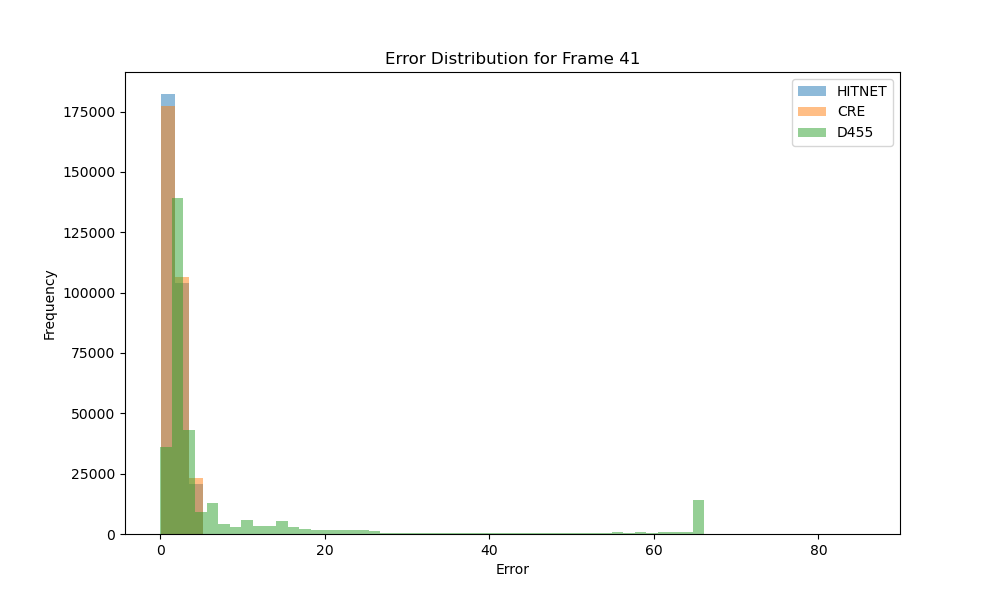 Error Distribution for Frame 41
HITNET
CRE
D455
175000
150000
125000
100000
75000
50000
25000
0
Frequency
0 20 40 60 80
Error